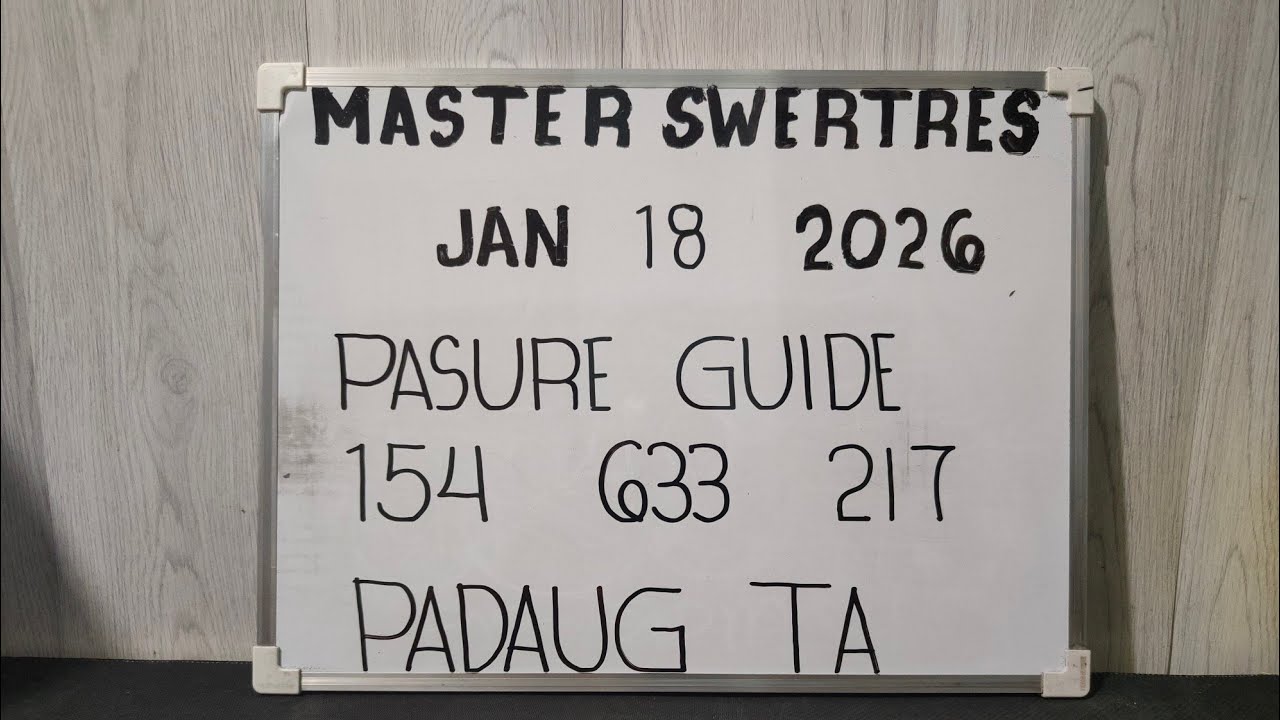 MASTER SWERTRES
JAN 18 2026
PASURE GUIDE
154 633 217
PADAUG TA